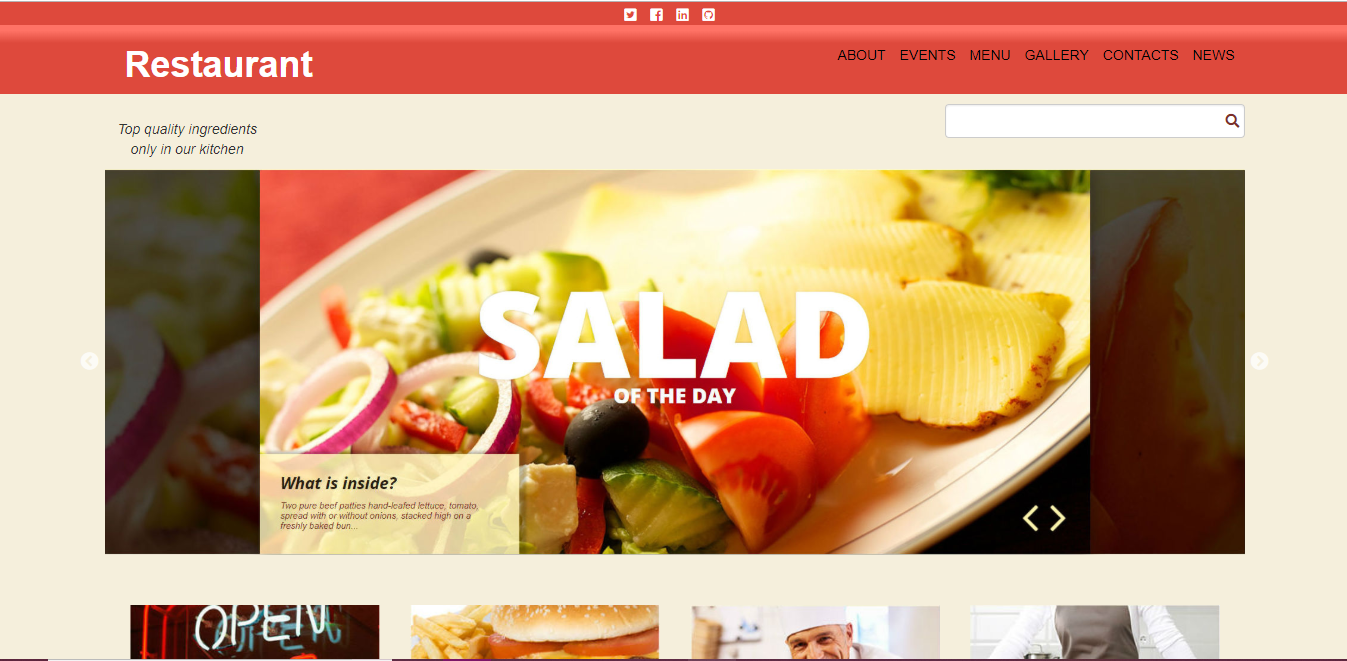 Restaurant
ABOUT EVENTS MENU GALLERY CONTACTS NEWS
Top quality ingredients
only in our kitchen
SALAD
OF THE DAY
What is inside?
Two pure beef patties hand-leafed lettuce, tomato,
spread with or without onions, stacked high on a
freshly baked bun...
OPEN